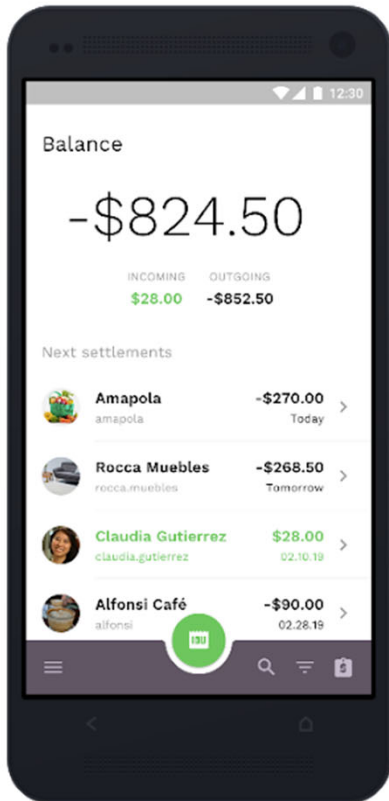 12:30
Balance
-$824.50
INCOMING OUTGOING
$28.00 -$852.50
Next settlements
Amapola -$270.00
amapola Today
Rocca Muebles -$268.50
rocca.muebles Tomorrow
Claudia Gutierrez $28.00
claudia.gutierrez 02.10.19
Alfonsi Café -$90.00
alfonsi 02.28.19
IOU